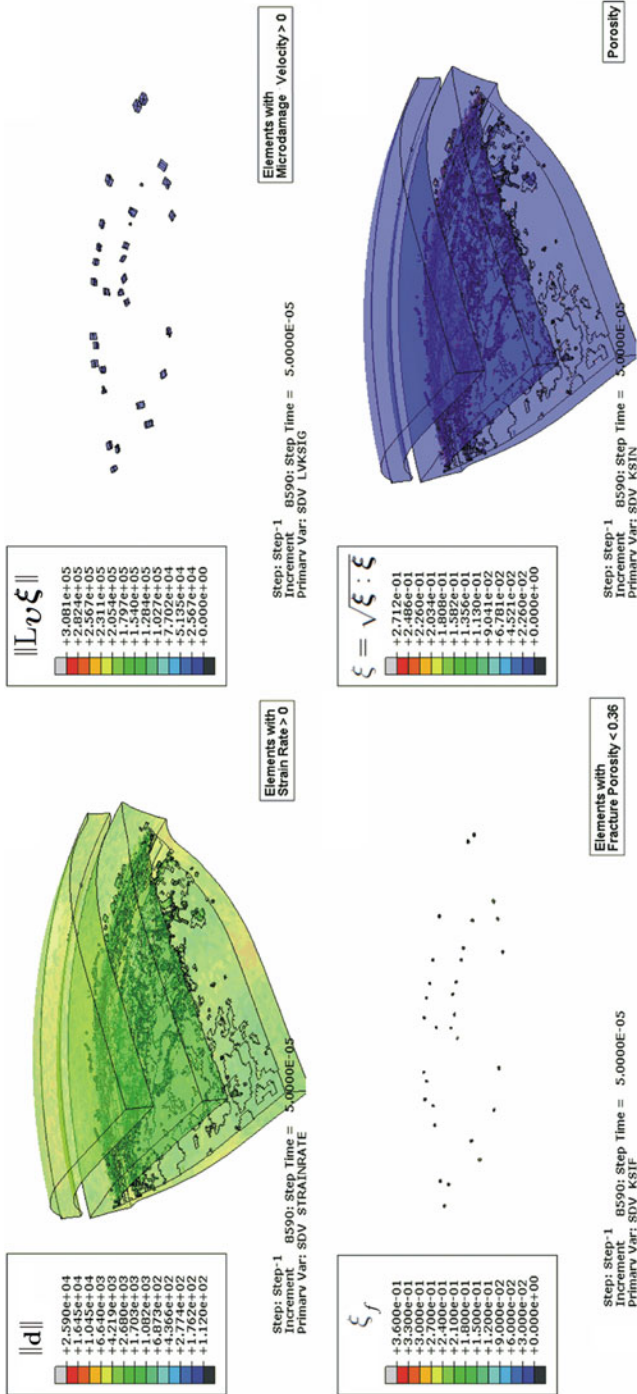 ‖d‖
+2.590e+04
+1.645e+04
+1.045e+04
+6.640e+03
+4.219e+03
+2.680e+03
+1.703e+03
+1.082e+03
+6.873e+02
+4.366e+02
+2.774e+02
+1.762e+02
+1.120e+02
Elements with
Strain Rate > 0
Step: Step-1
Increment 8590: Step Time = 5.0000E-05
Primary Var: SDV_STRAINRATE
‖Lυξ‖
+3.081e+05
+2.824e+05
+2.567e+05
+2.311e+05
+2.054e+05
+1.797e+05
+1.540e+05
+1.284e+05
+1.027e+05
+7.702e+04
+5.135e+04
+2.567e+04
0.000e+00
Elements with
Microdamage Velocity > 0
Step: Step-1
Increment 8590: Step Time = 5.0000E-05
Primary Var: SDV_LVKSIG
ξf
+3.600e-01
+3.300e-01
+3.000e-01
+2.700e-01
+2.400e-01
+2.100e-01
+1.800e-01
+1.500e-01
+1.200e-01
+9.000e-02
+6.000e-02
+3.000e-02
0.000e+00
Elements with
Fracture Porosity < 0.36
Step: Step-1
Increment 8590: Step Time = 5.0000E-05
Primary Var: SDV_KSIF
ξ = √ξ : ξ
+2.712e-01
+2.486e-01
+2.260e-01
+2.034e-01
+1.808e-01
+1.582e-01
+1.356e-01
+1.130e-01
+9.041e-02
+6.781e-02
+4.521e-02
+2.260e-02
+0.000e+00
Porosity
Step: Step-1
Increment 8590: Step Time = 5.0000E-05
Primary Var: SDV_KSIN